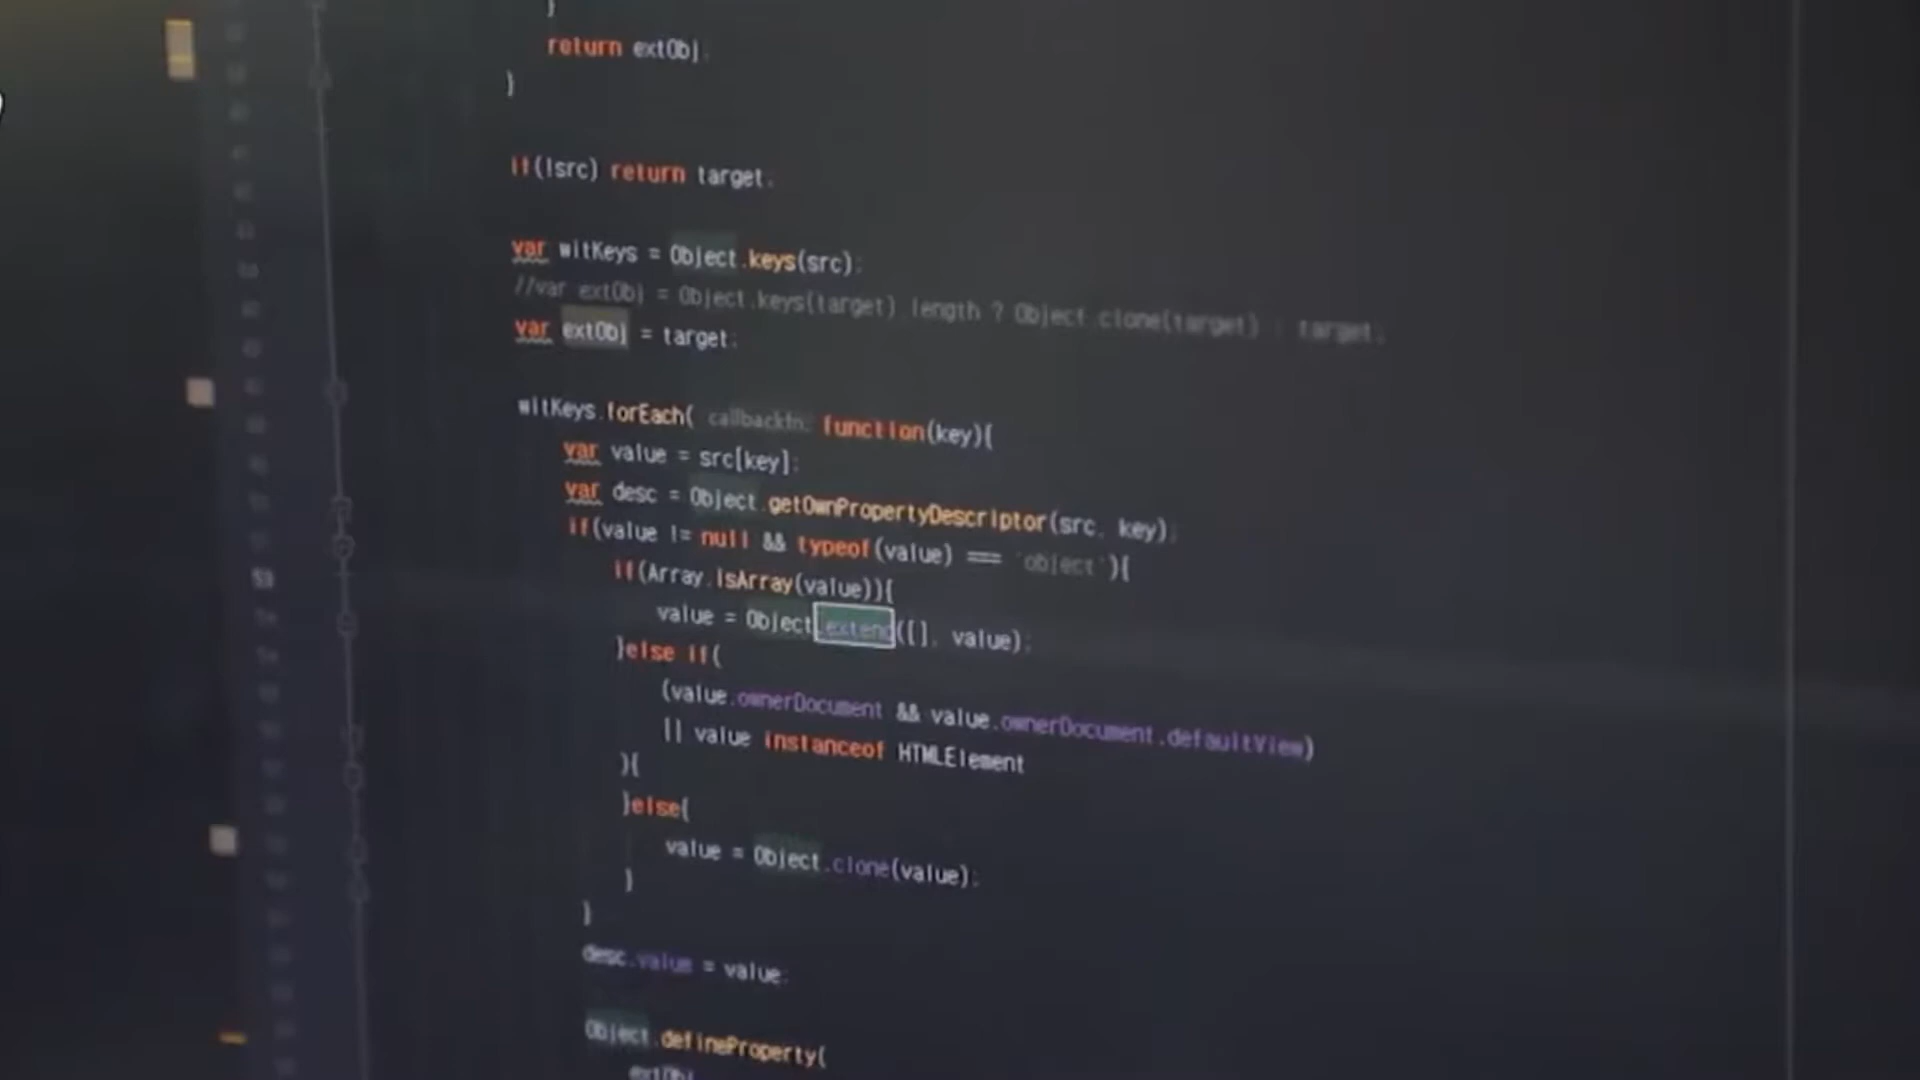 }
return extObj;
}
if(!src) return target;
var witKeys = Object.keys(src);
//var extObj = Object.keys(target).length ? Object.clone(target) : target;
var extObj = target;
witKeys.forEach( callbackfn: function(key){
var value = src[key];
var desc = Object.getOwnPropertyDescriptor(src, key);
if(value != null && typeof(value) === 'object'){
if(Array.isArray(value)){
value = Object.extend([], value);
}else if(
(value.ownerDocument && value.ownerDocument.defaultView)
|| value instanceof HTMLElement
){
}else{
value = Object.clone(value);
}
}
desc.value = value;
Object.defineProperty(
extObj